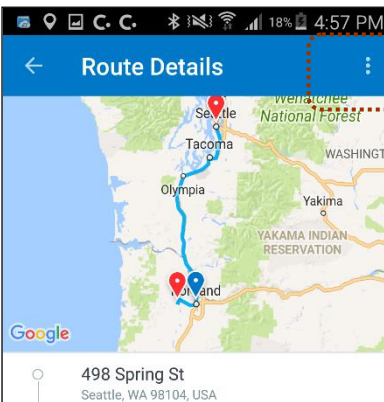 C. C. 18% 4:57 PM
Route Details
Wenatchee
National Forest
Seattle
Tacoma
WASHINGT
Olympia
Yakima
YAKAMA INDIAN
RESERVATION
Portland
Google
498 Spring St
Seattle, WA 98104, USA